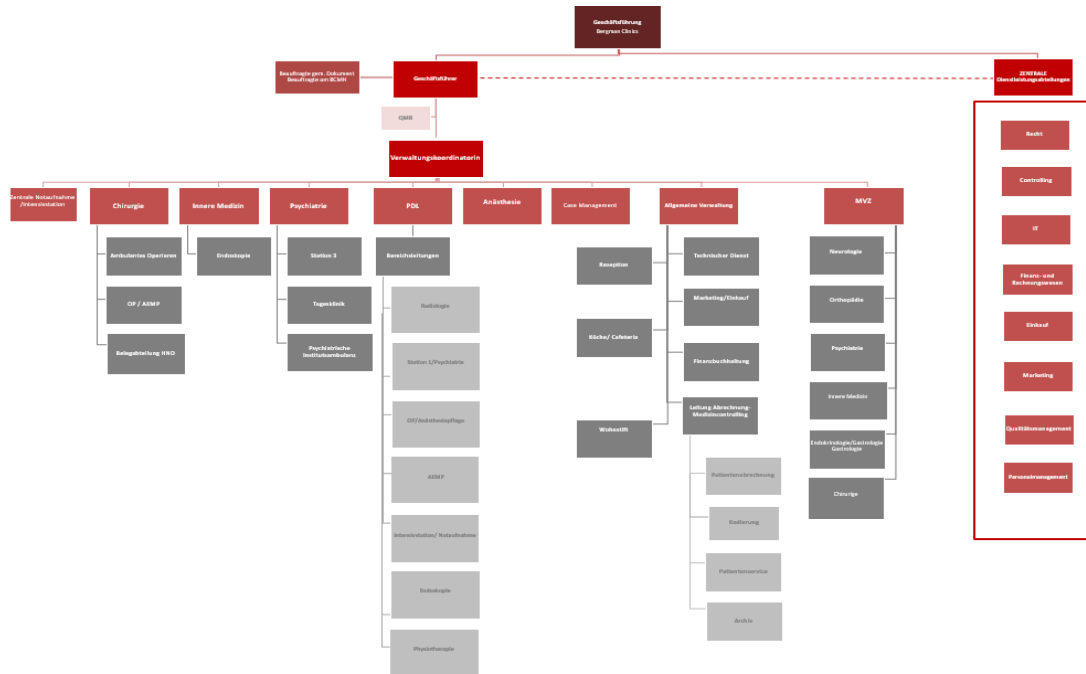 Geschäftsführung
Bergman Clinics
Beauftragte gem. Dokument
Beauftragte am BCMH
Geschäftsführer
ZENTRALE
Dienstleistungsabteilungen
QMB
Verwaltungskoordinatorin
Zentrale Notaufnahme
/Intensivstation
Chirurgie
Innere Medizin
Psychiatrie
PDL
Anästhesie
Case Management
Allgemeine Verwaltung
MVZ
Ambulantes Operieren
OP / AEMP
Belegabteilung HNO
Endoskopie
Station 3
Tagesklinik
Psychiatrische
Institutsambulanz
Bereichsleitungen
Radiologie
Station 1/Psychiatrie
OP/Anästhesiepflege
AEMP
Intensivstation/ Notaufnahme
Endoskopie
Physiotherapie
Rezeption
Küche/ Cafeteria
Wohnstift
Technischer Dienst
Marketing/Einkauf
Finanzbuchhaltung
Leitung Abrechnung-
Medizincontrolling
Patientenabrechnung
Kodierung
Patientenservice
Archiv
Neurologie
Orthopädie
Psychiatrie
Innere Medizin
Gastrologie
Chirurige
Recht
Controlling
IT
Finanz- und
Rechnungswesen
Einkauf
Marketing
Qualitätsmanagement
Personalmanagement